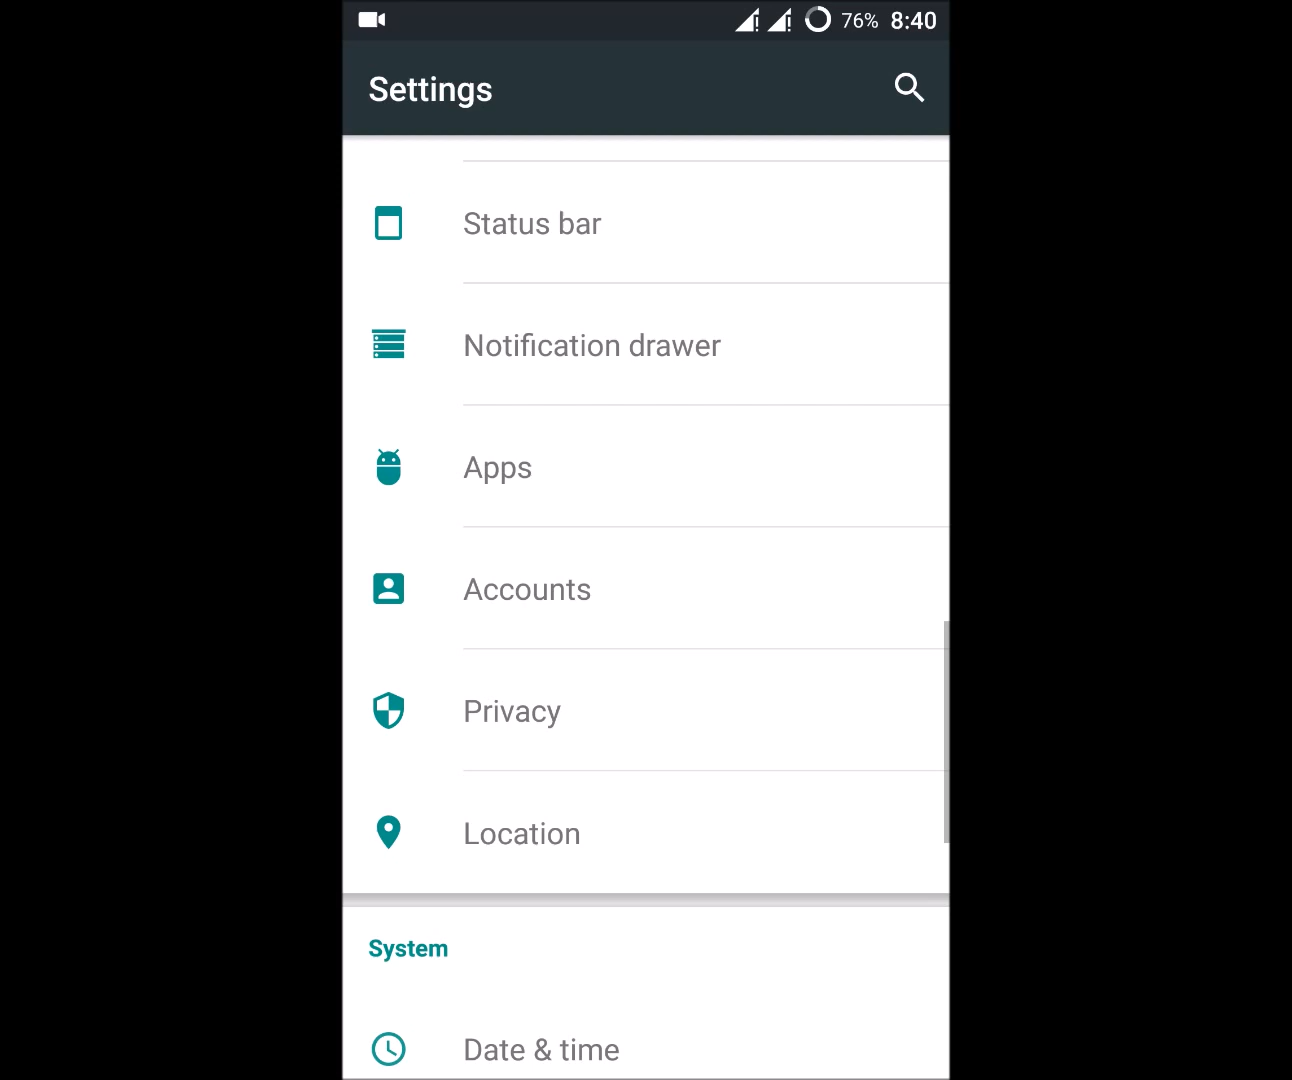 76% 8:40
Settings
Status bar
Notification drawer
Apps
Accounts
Privacy
Location
System
Date & time